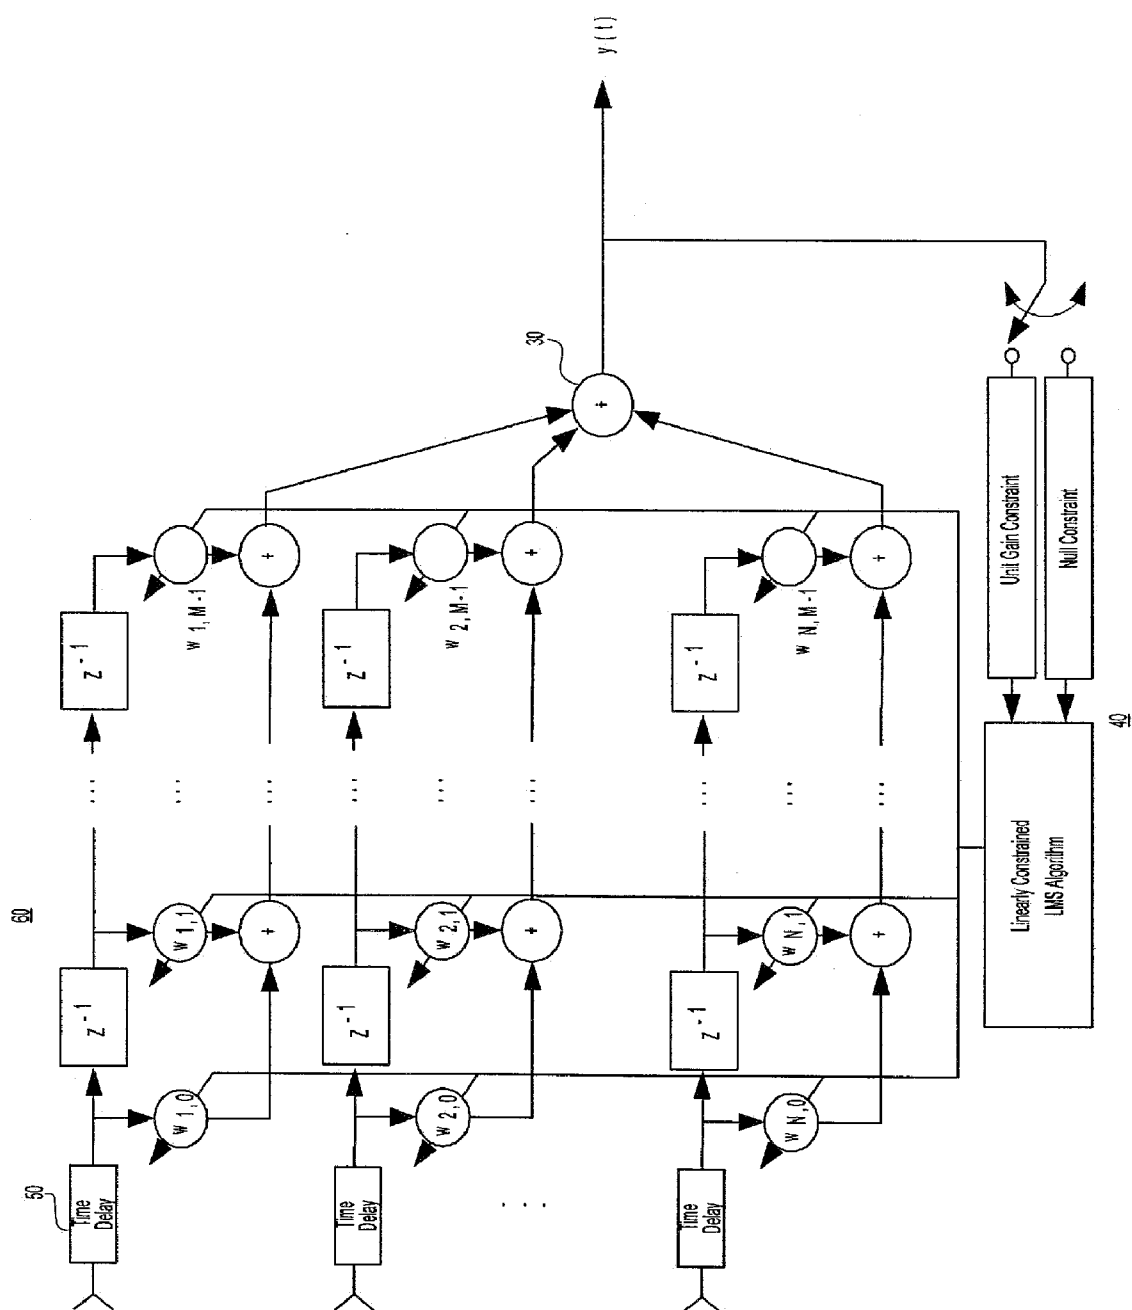 60
50
Time
Delay
z -1
...
z -1
w 1,0
w 1,1
...
w 1, M-1
+
...
+
Time
Delay
z -1
...
z -1
w 2,0
w 2,1
...
w 2, M-1
...
+
...
+
30
+
y(t)
Time
Delay
z -1
...
z -1
w N,0
w N,1
...
w N, M-1
+
...
+
Linearly Constrained
LMS Algorithm
Unit Gain Constraint
Null Constraint
40